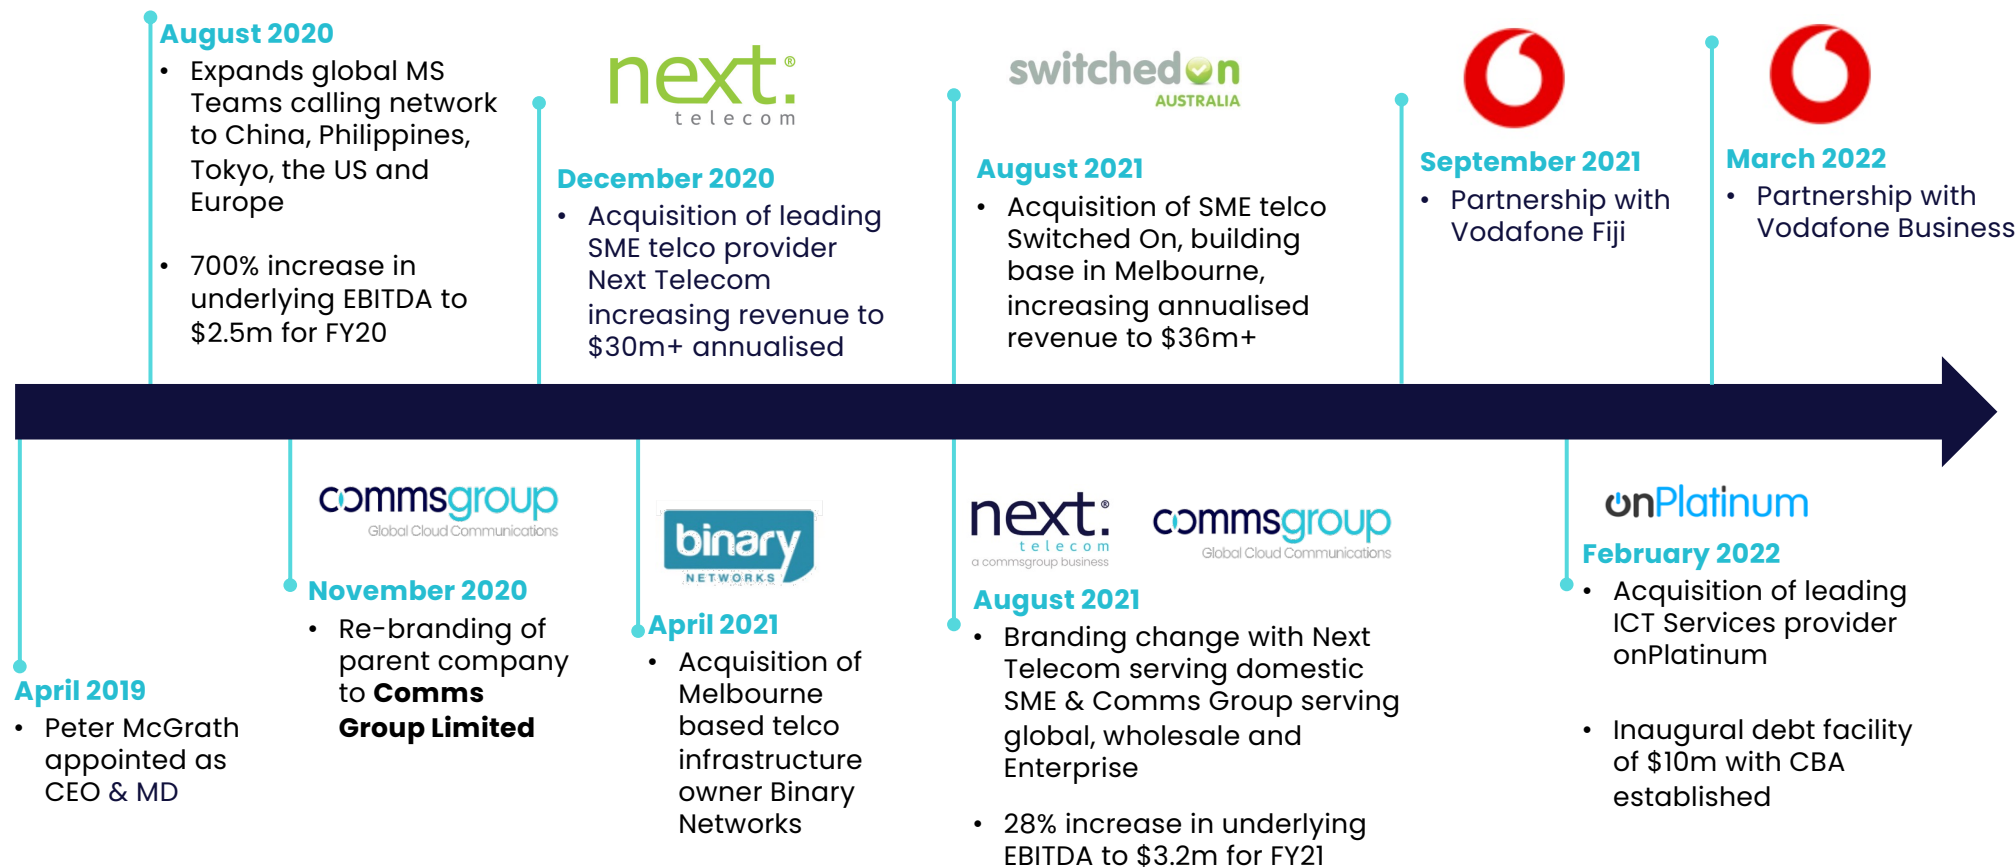 August 2020
• Expands global MS
Teams calling network
to China, Philippines,
Tokyo, the US and
Europe
• 700% increase in
underlying EBITDA to
$2.5m for FY20
next:®
telecom
December 2020
• Acquisition of leading
SME telco provider
Next Telecom
increasing revenue to
$30m+ annualised
switchedon
AUSTRALIA
August 2021
• Acquisition of SME telco
Switched On, building
base in Melbourne,
increasing annualised
revenue to $36m+
September 2021
• Partnership with
Vodafone Fiji
March 2022
• Partnership with
Vodafone Business
April 2019
• Peter McGrath
appointed as
CEO & MD
commsgroup
Global Cloud Communications
November 2020
• Re-branding of
parent company
to Comms
Group Limited
binary
NETWORKS
April 2021
• Acquisition of
Melbourne
based telco
infrastructure
owner Binary
Networks
next:®
telecom
a commsgroup business
commsgroup
Global Cloud Communications
August 2021
• Branding change with Next
Telecom serving domestic
SME & Comms Group serving
global, wholesale and
Enterprise
• 28% increase in underlying
EBITDA to $3.2m for FY21
onPlatinum
February 2022
• Acquisition of leading
ICT Services provider
onPlatinum
• Inaugural debt facility
of $10m with CBA
established